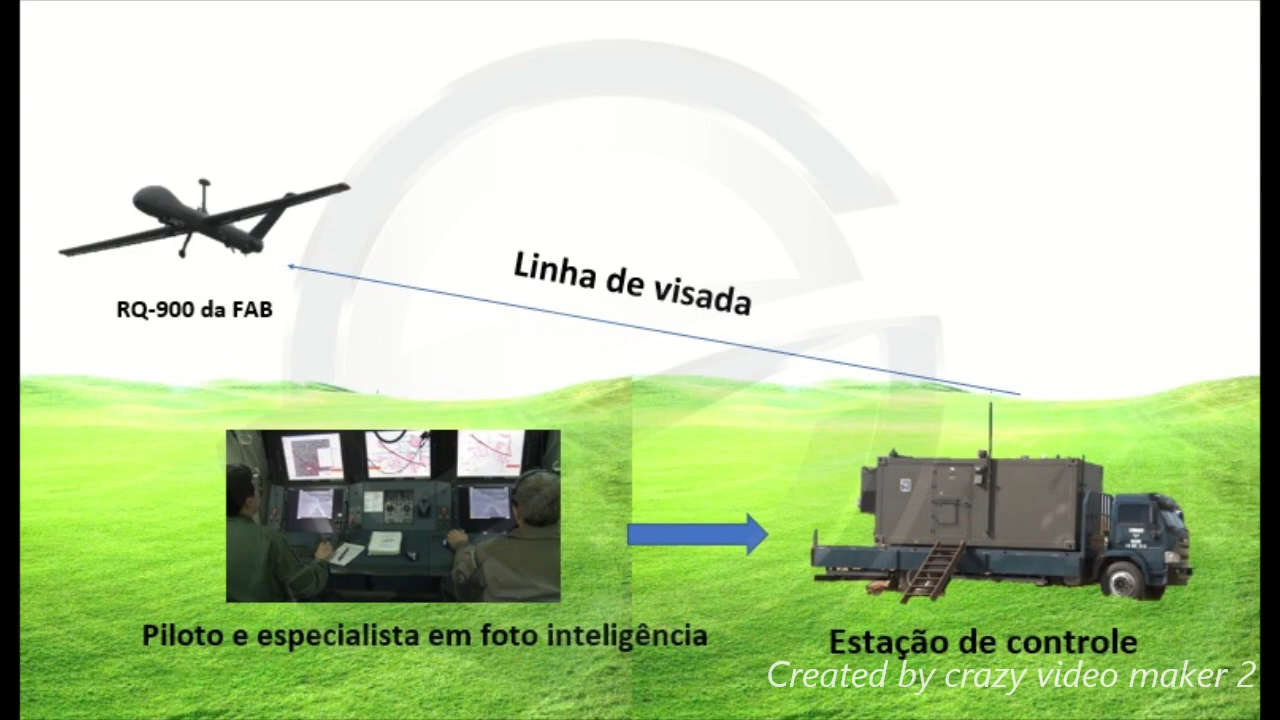 Linha de visada
RQ-900 da FAB
Piloto e especialista em foto inteligência
Estação de controle
Created by crazy video maker 2